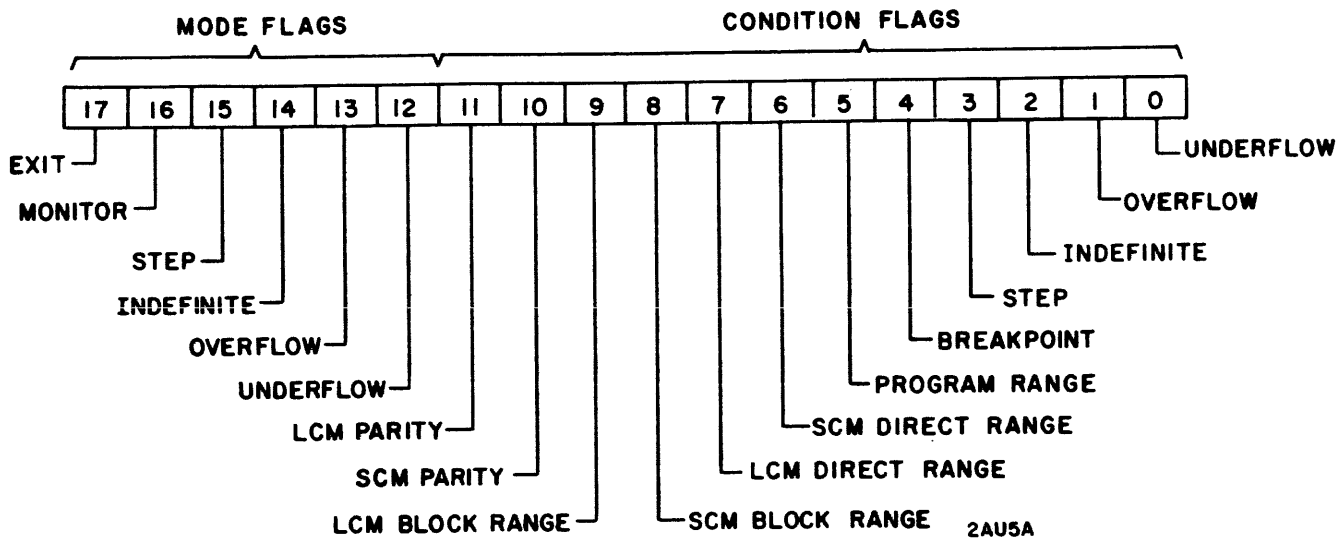 MODE FLAGS
CONDITION FLAGS
17 16 15 14 13 12 11 10 9 8 7 6 5 4 3 2 1 0
UNDERFLOW
EXIT
OVERFLOW
MONITOR
INDEFINITE
STEP
STEP
INDEFINITE
BREAKPOINT
OVERFLOW
PROGRAM RANGE
UNDERFLOW
SCM DIRECT RANGE
LCM PARITY
LCM DIRECT RANGE
SCM PARITY
SCM BLOCK RANGE
LCM BLOCK RANGE
2AU5A